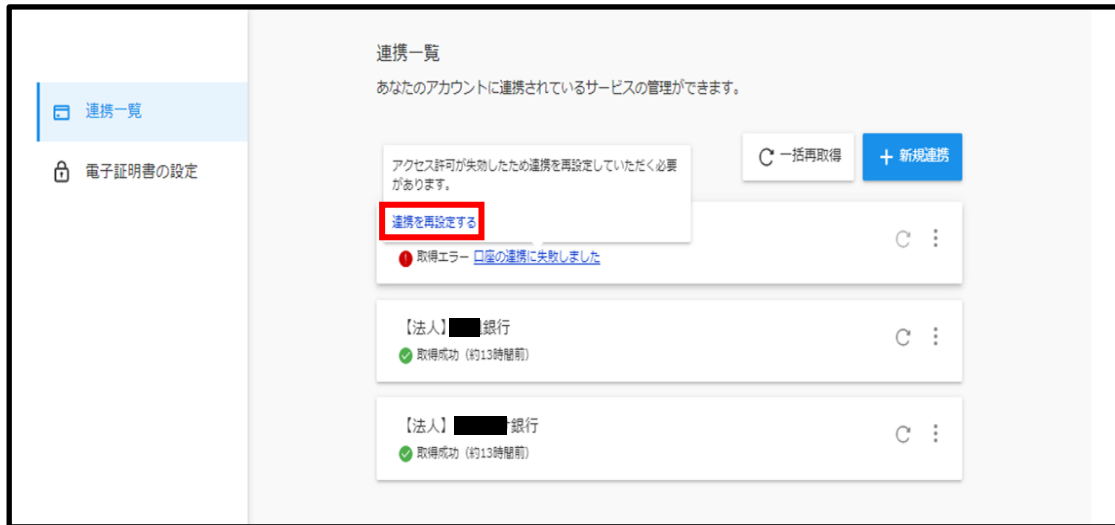 連携一覧
あなたのアカウントに連携されているサービスの管理ができます。
連携一覧
電子証明書の設定
一括再取得
+ 新規連携
アクセス許可が失効したため連携を再設定していただく必要
があります。
連携を再設定する
取得エラー 口座の連携に失敗しました
【法人】 銀行
取得成功（約13時間前）
【法人】 銀行
取得成功（約13時間前）